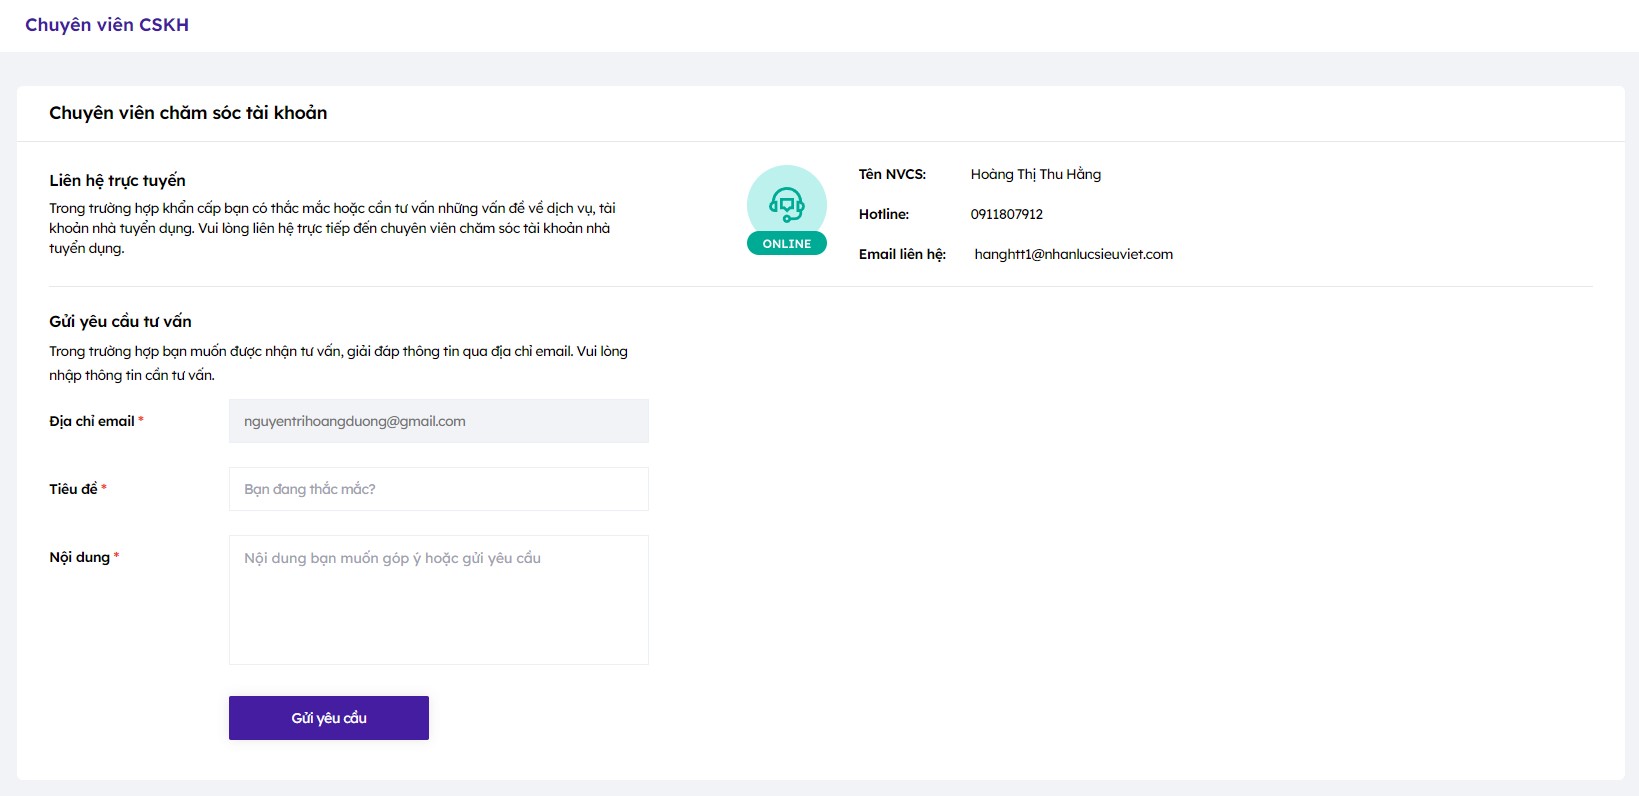 Chuyên viên CSKH
Chuyên viên chăm sóc tài khoản
Liên hệ trực tuyến
Trong trường hợp khẩn cấp bạn có thắc mắc hoặc cần tư vấn những vấn đề về dịch vụ, tài
khoản nhà tuyển dụng. Vui lòng liên hệ trực tiếp đến chuyên viên chăm sóc tài khoản nhà
tuyển dụng.
ONLINE
Tên NVCS: Hoàng Thị Thu Hằng
Hotline: 0911807912
Email liên hệ: hanghtt1@nhanlucsieuviet.com
Gửi yêu cầu tư vấn
Trong trường hợp bạn muốn được nhận tư vấn, giải đáp thông tin qua địa chỉ email. Vui lòng
nhập thông tin cần tư vấn.
Địa chỉ email * nguyentrihoangduong@gmail.com
Tiêu đề * Bạn đang thắc mắc?
Nội dung * Nội dung bạn muốn góp ý hoặc gửi yêu cầu
Gửi yêu cầu